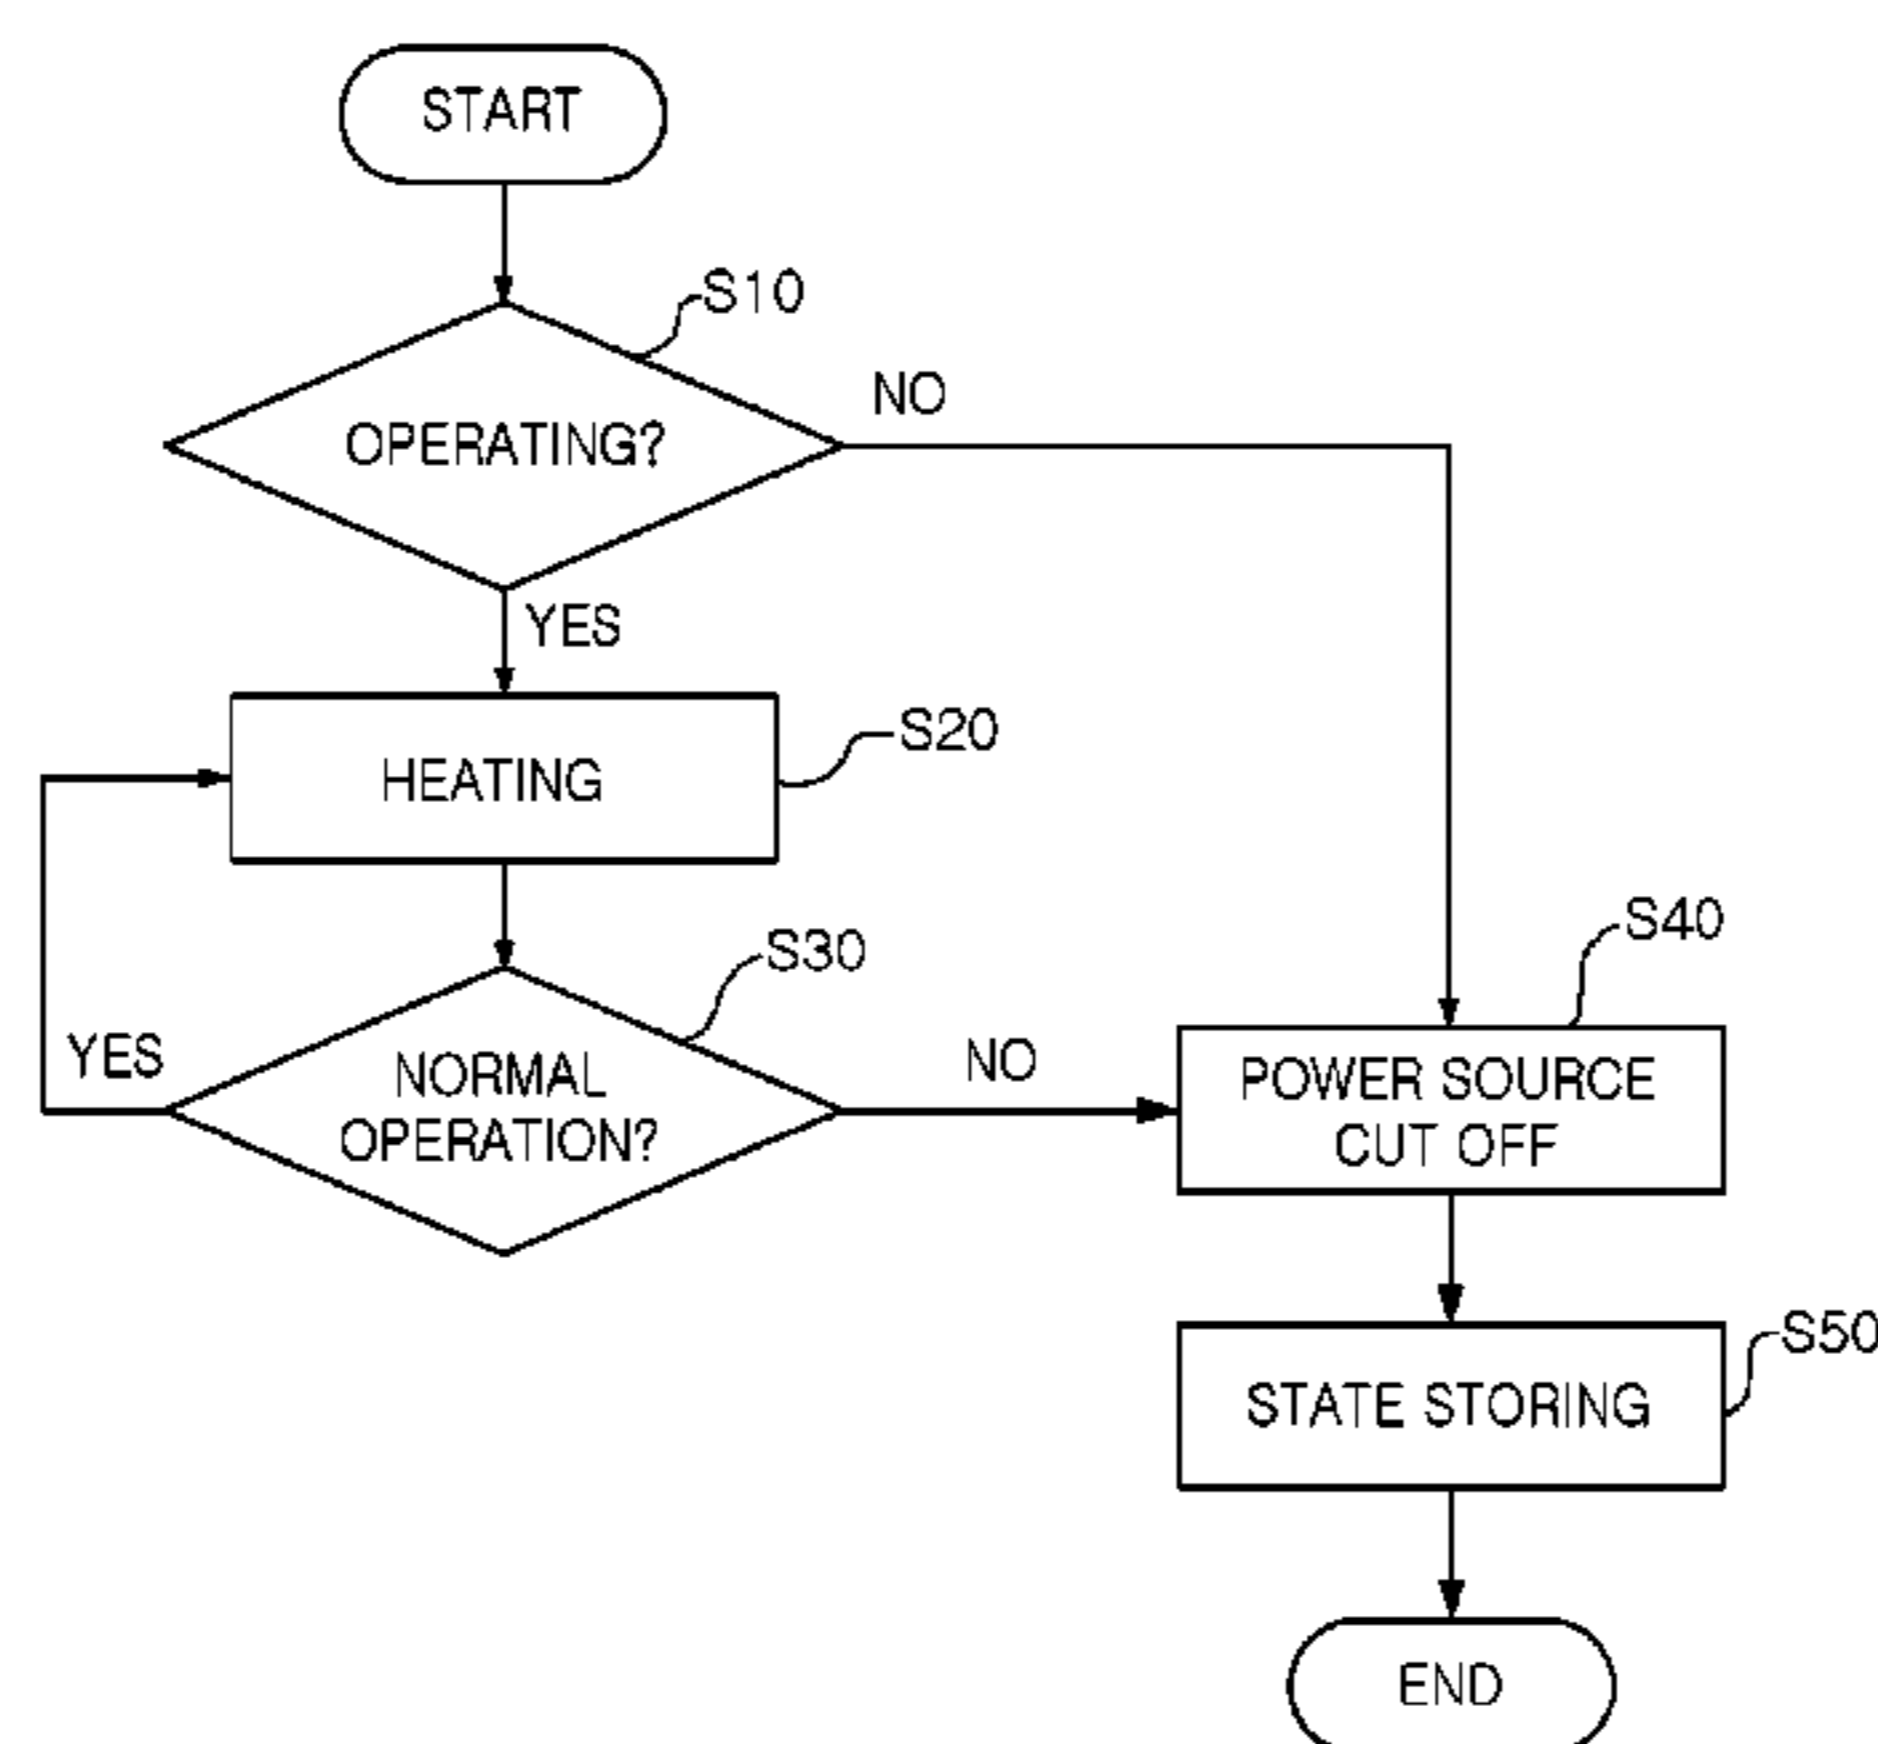 START
S10
NO
OPERATING?
YES
S20
HEATING
S30
S40
YES
NORMAL
OPERATION?
NO
POWER SOURCE
CUT OFF
S50
STATE STORING
END